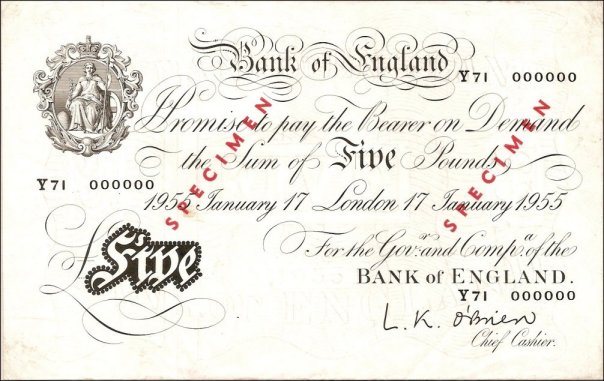 Bank of England
Y71 000000
I Promise to pay the Bearer on Demand
the Sum of Five Pounds
Y71 000000
1955 January 17 London 17 January 1955
SPECIMEN
SPECIMEN
For the Govr. and Compa. of the
BANK OF ENGLAND.
£Five
Y71 000000
L. K. O'Brien
Chief Cashier.